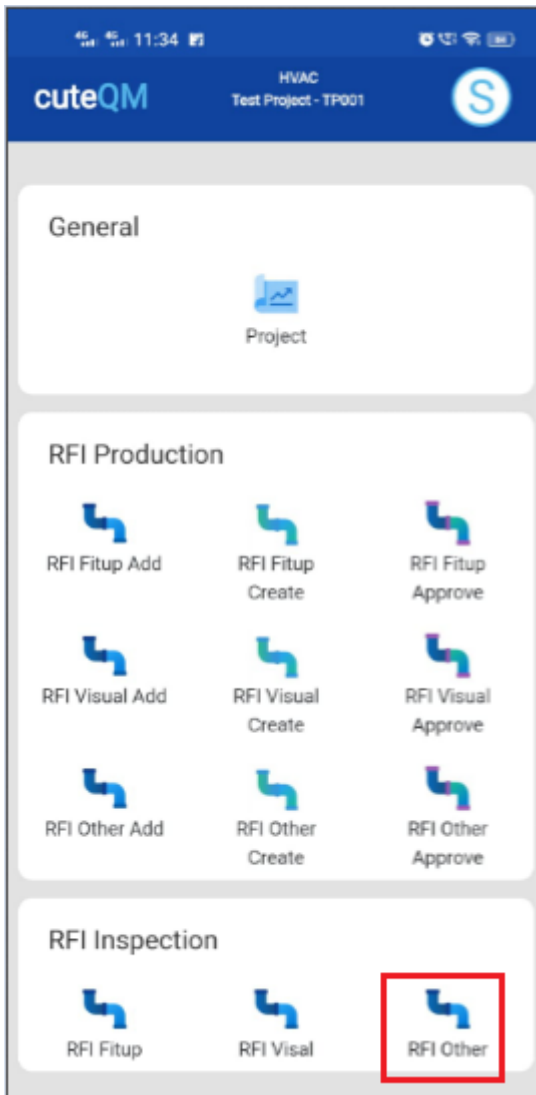 11:34
cuteQM
HVAC
Test Project - TP001
S
General
Project
RFI Production
RFI Fitup Add
RFI Fitup
Create
RFI Fitup
Approve
RFI Visual Add
RFI Visual
Create
RFI Visual
Approve
RFI Other Add
RFI Other
Create
RFI Other
Approve
RFI Inspection
RFI Fitup
RFI Visal
RFI Other